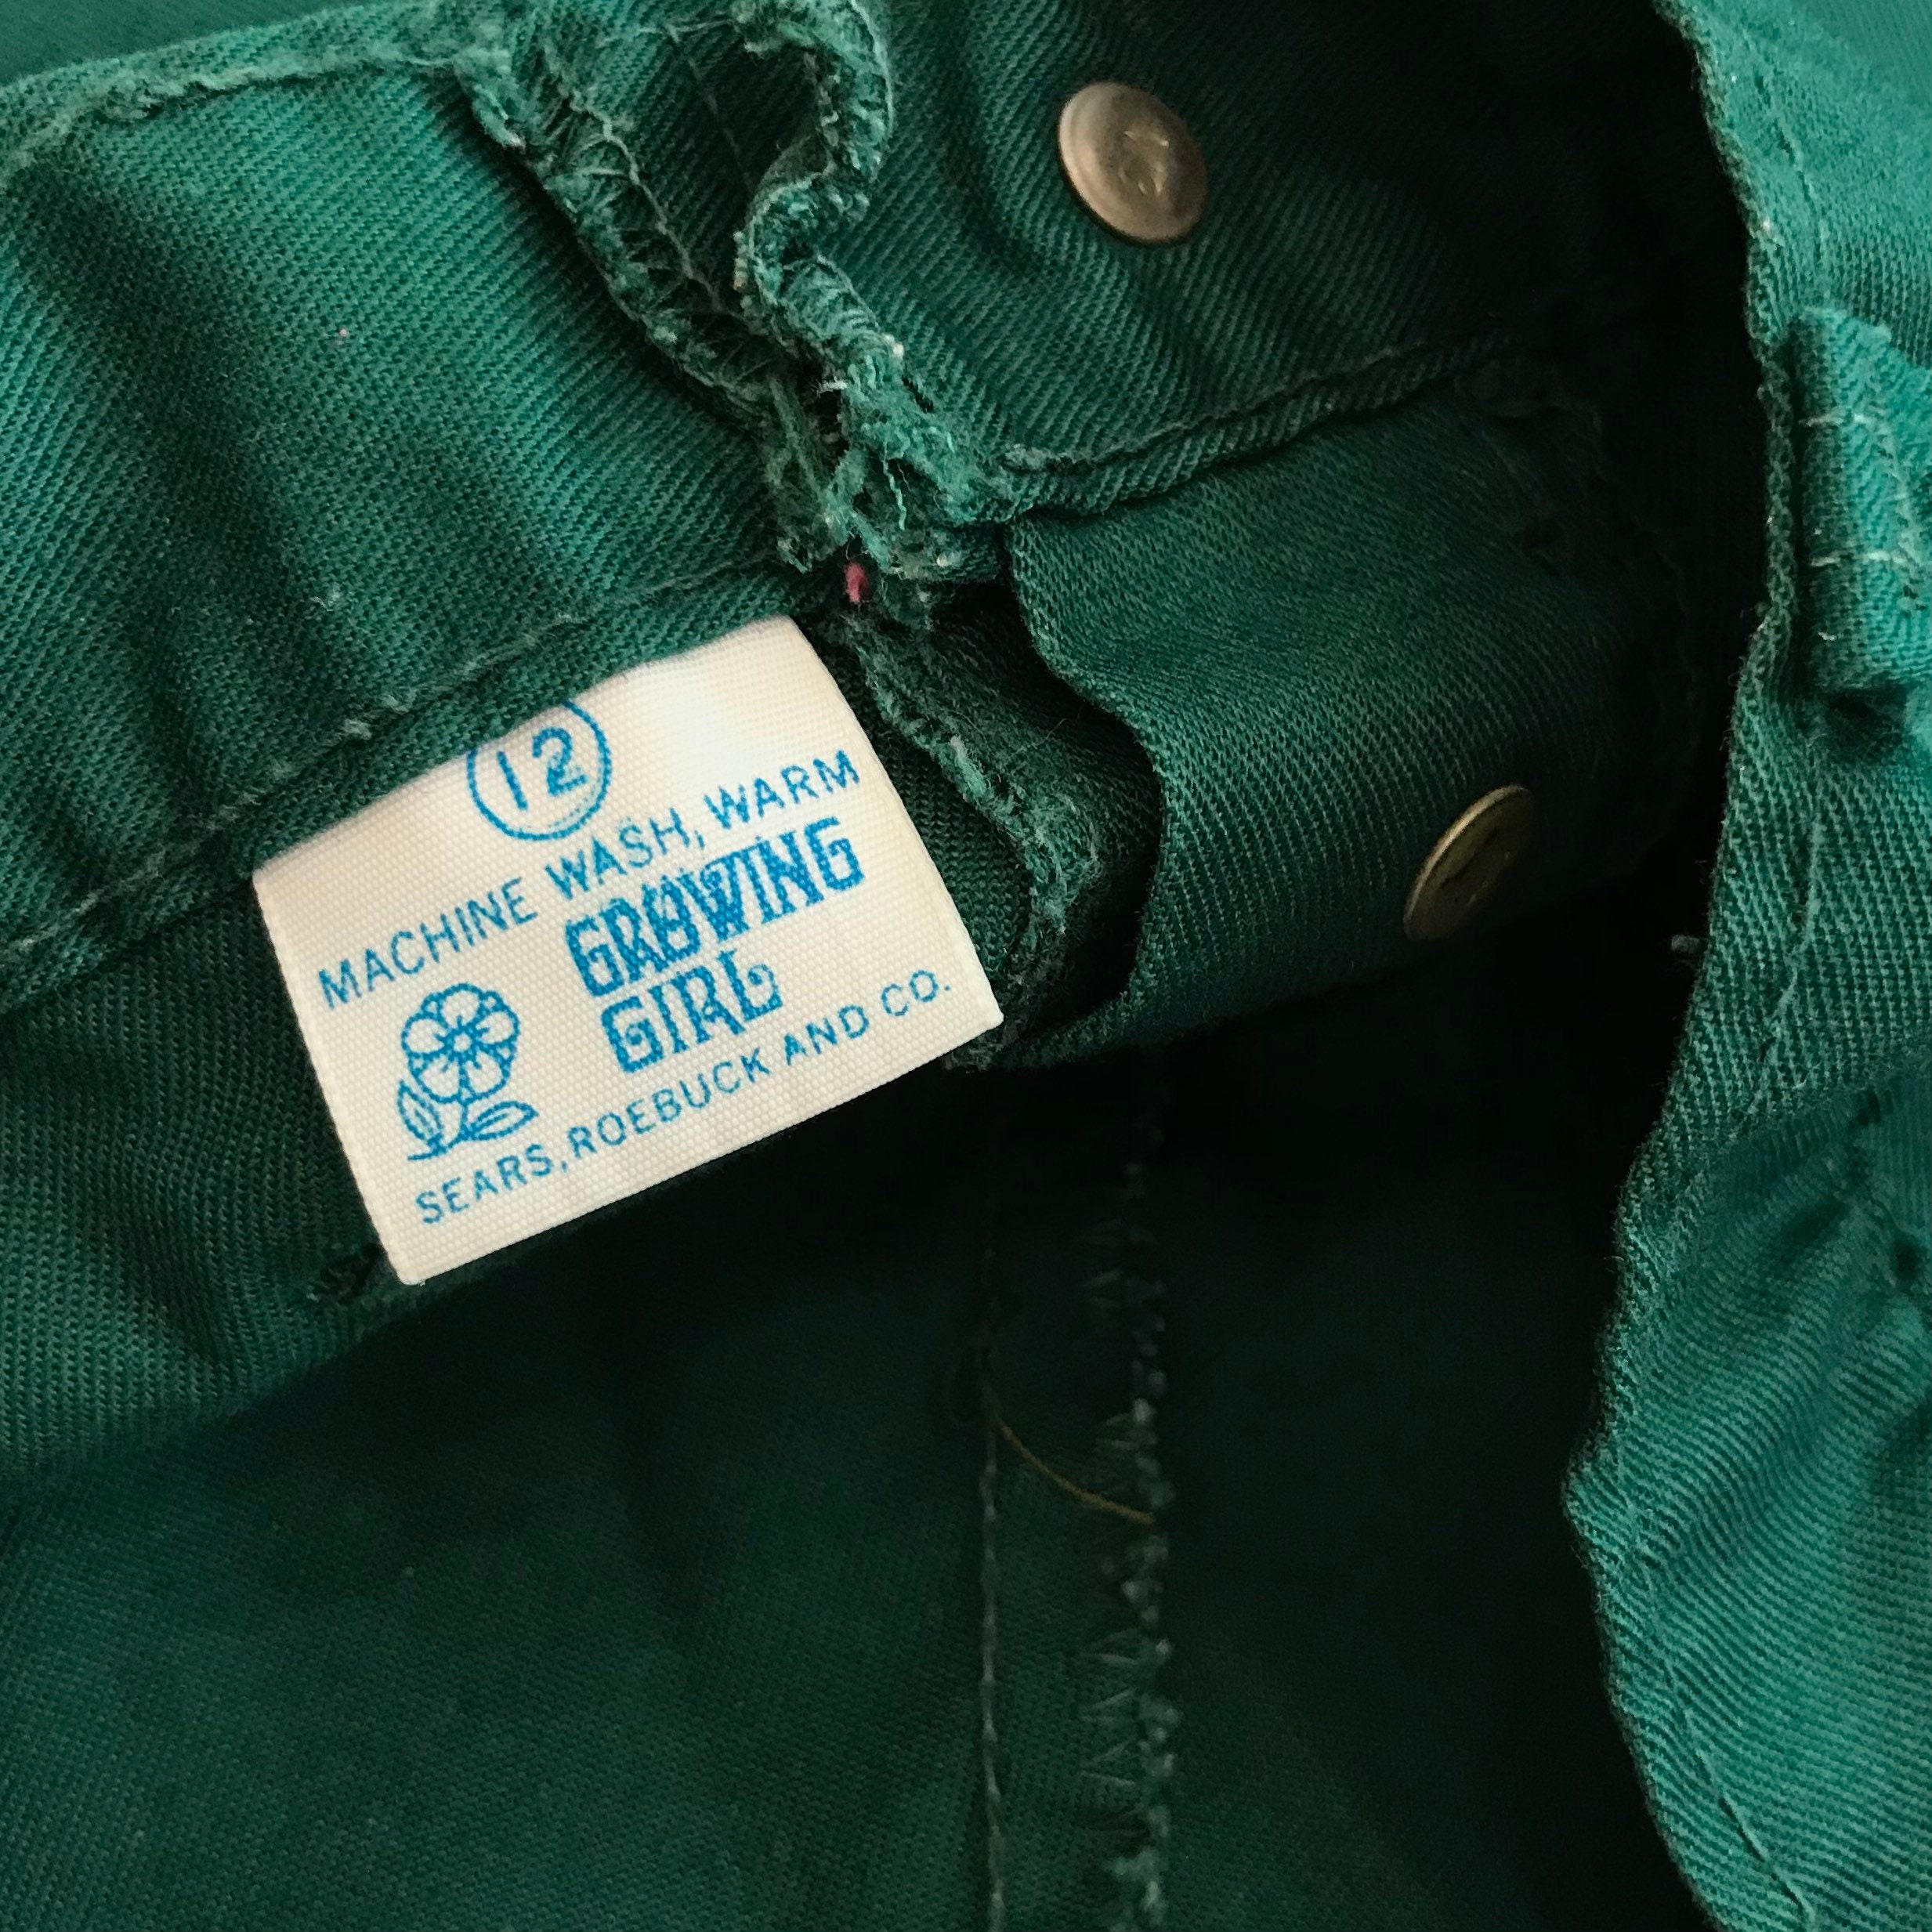 12
MACHINE WASH, WARM
GROWING
GIRL
SEARS, ROEBUCK AND CO.